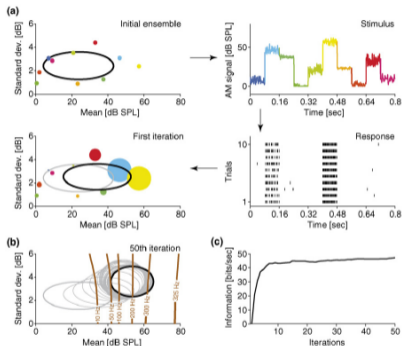 (a)
Initial ensemble
Standard dev. [dB]
6
4
2
0
0 20 40 60 80
Mean [dB SPL]
Stimulus
AM signal [dB SPL]
50
0
0 0.16 0.32 0.48 0.64 0.8
Time [sec]
First iteration
Standard dev. [dB]
6
4
2
0
0 20 40 60 80
Mean [dB SPL]
Response
Trials
10
1
0 0.16 0.32 0.48 0.64 0.8
Time [sec]
(b)
50th iteration
Standard dev. [dB]
6
4
2
0
0 20 40 60 80
Mean [dB SPL]
200 Hz
325 Hz
(c)
Information [bits/sec]
50
40
30
20
10
0
0 10 20 30 40 50
Iterations